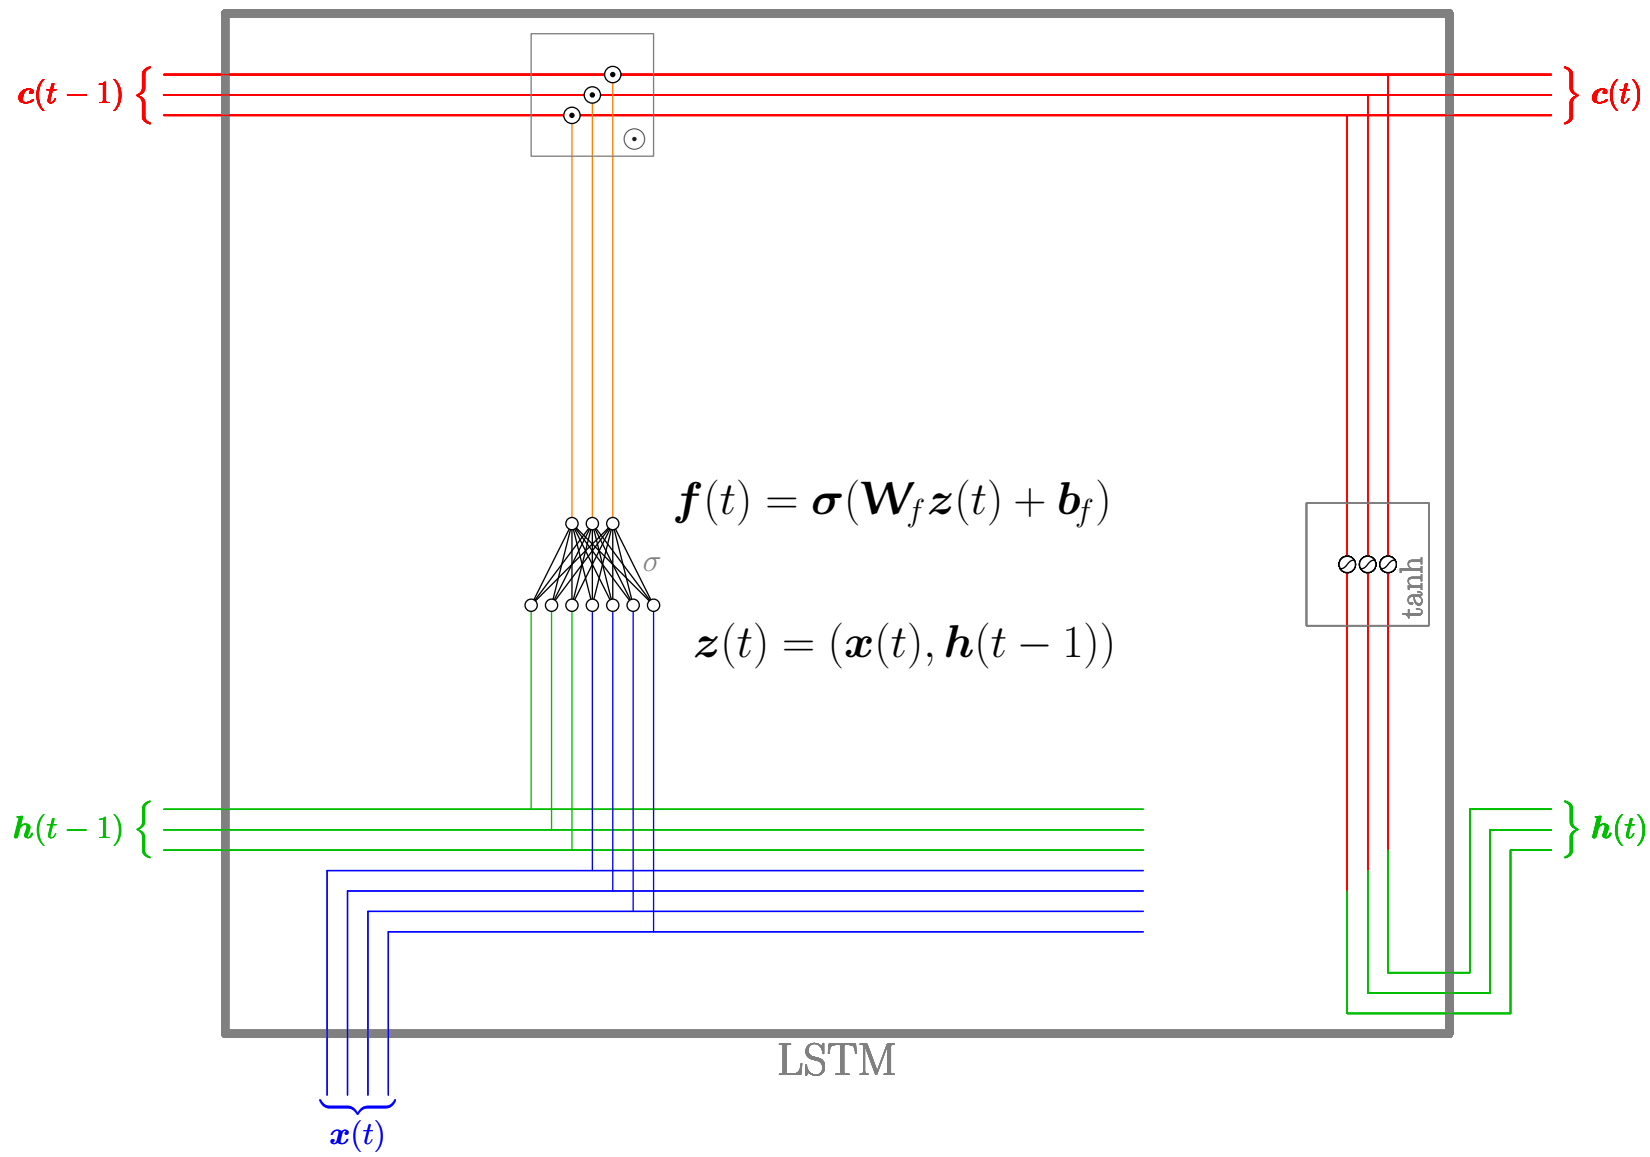 c(t − 1)
c(t)
⊙
f(t) = σ(W_f z(t) + b_f)
σ
tanh
z(t) = (x(t), h(t − 1))
h(t − 1)
h(t)
LSTM
x(t)